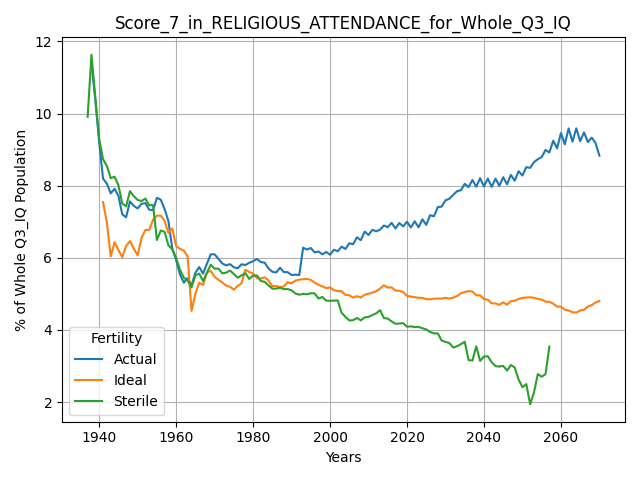 Score_7_in_RELIGIOUS_ATTENDANCE_for_Whole_Q3_IQ
% of Whole Q3_IQ Population
12
10
8
6
4
2
Fertility
Actual
Ideal
Sterile
1940 1960 1980 2000 2020 2040 2060
Years